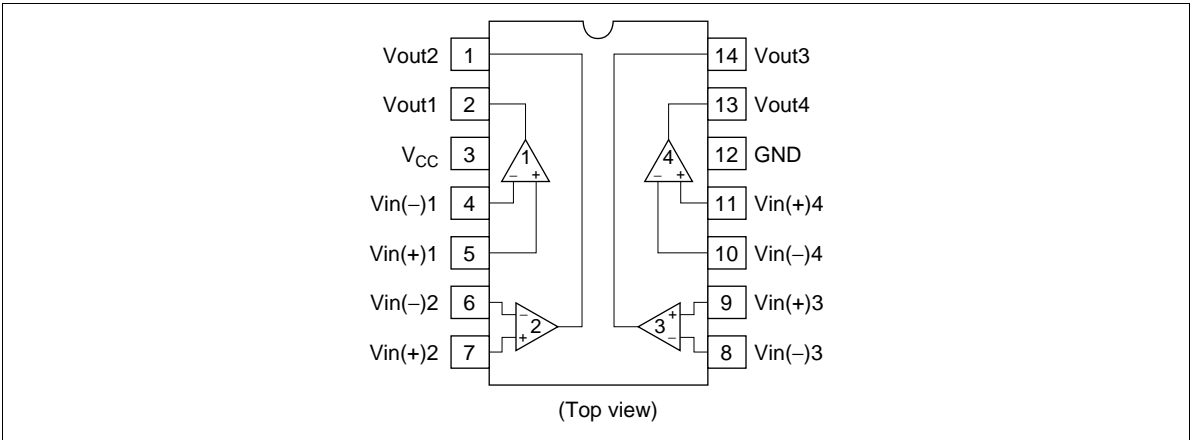 Vout2 1 14 Vout3
Vout1 2 13 Vout4
VCC 3 1 4 12 GND
− + − +
Vin(−)1 4 11 Vin(+)4
Vin(+)1 5 10 Vin(−)4
Vin(−)2 6 − + 9 Vin(+)3
2 3
Vin(+)2 7 + − 8 Vin(−)3
(Top view)